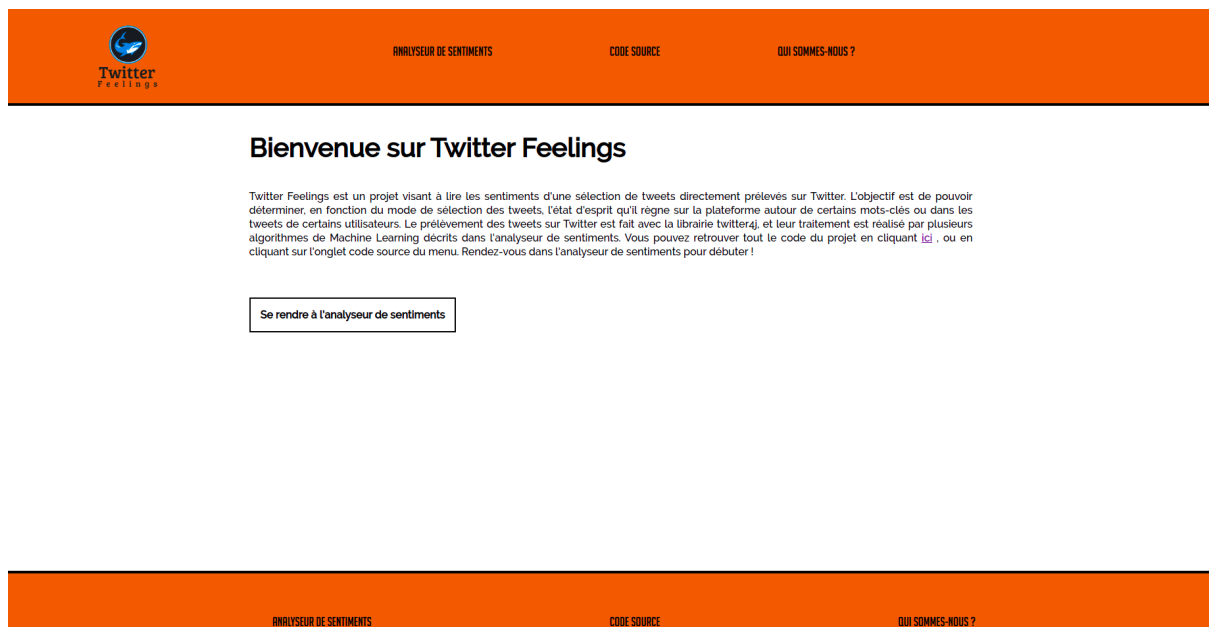 Twitter
Feelings
ANALYSEUR DE SENTIMENTS
CODE SOURCE
QUI SOMMES-NOUS ?
Bienvenue sur Twitter Feelings
Twitter Feelings est un projet visant à lire les sentiments d'une sélection de tweets directement prélevés sur Twitter. L'objectif est de pouvoir
déterminer, en fonction du mode de sélection des tweets, l'état d'esprit qu'il règne sur la plateforme autour de certains mots-clés ou dans les
tweets de certains utilisateurs. Le prélèvement des tweets sur Twitter est fait avec la librairie twitter4j, et leur traitement est réalisé par plusieurs
algorithmes de Machine Learning décrits dans l'analyseur de sentiments. Vous pouvez retrouver tout le code du projet en cliquant ici , ou en
cliquant sur l'onglet code source du menu. Rendez-vous dans l'analyseur de sentiments pour débuter !
Se rendre à l'analyseur de sentiments
ANALYSEUR DE SENTIMENTS
CODE SOURCE
QUI SOMMES-NOUS ?